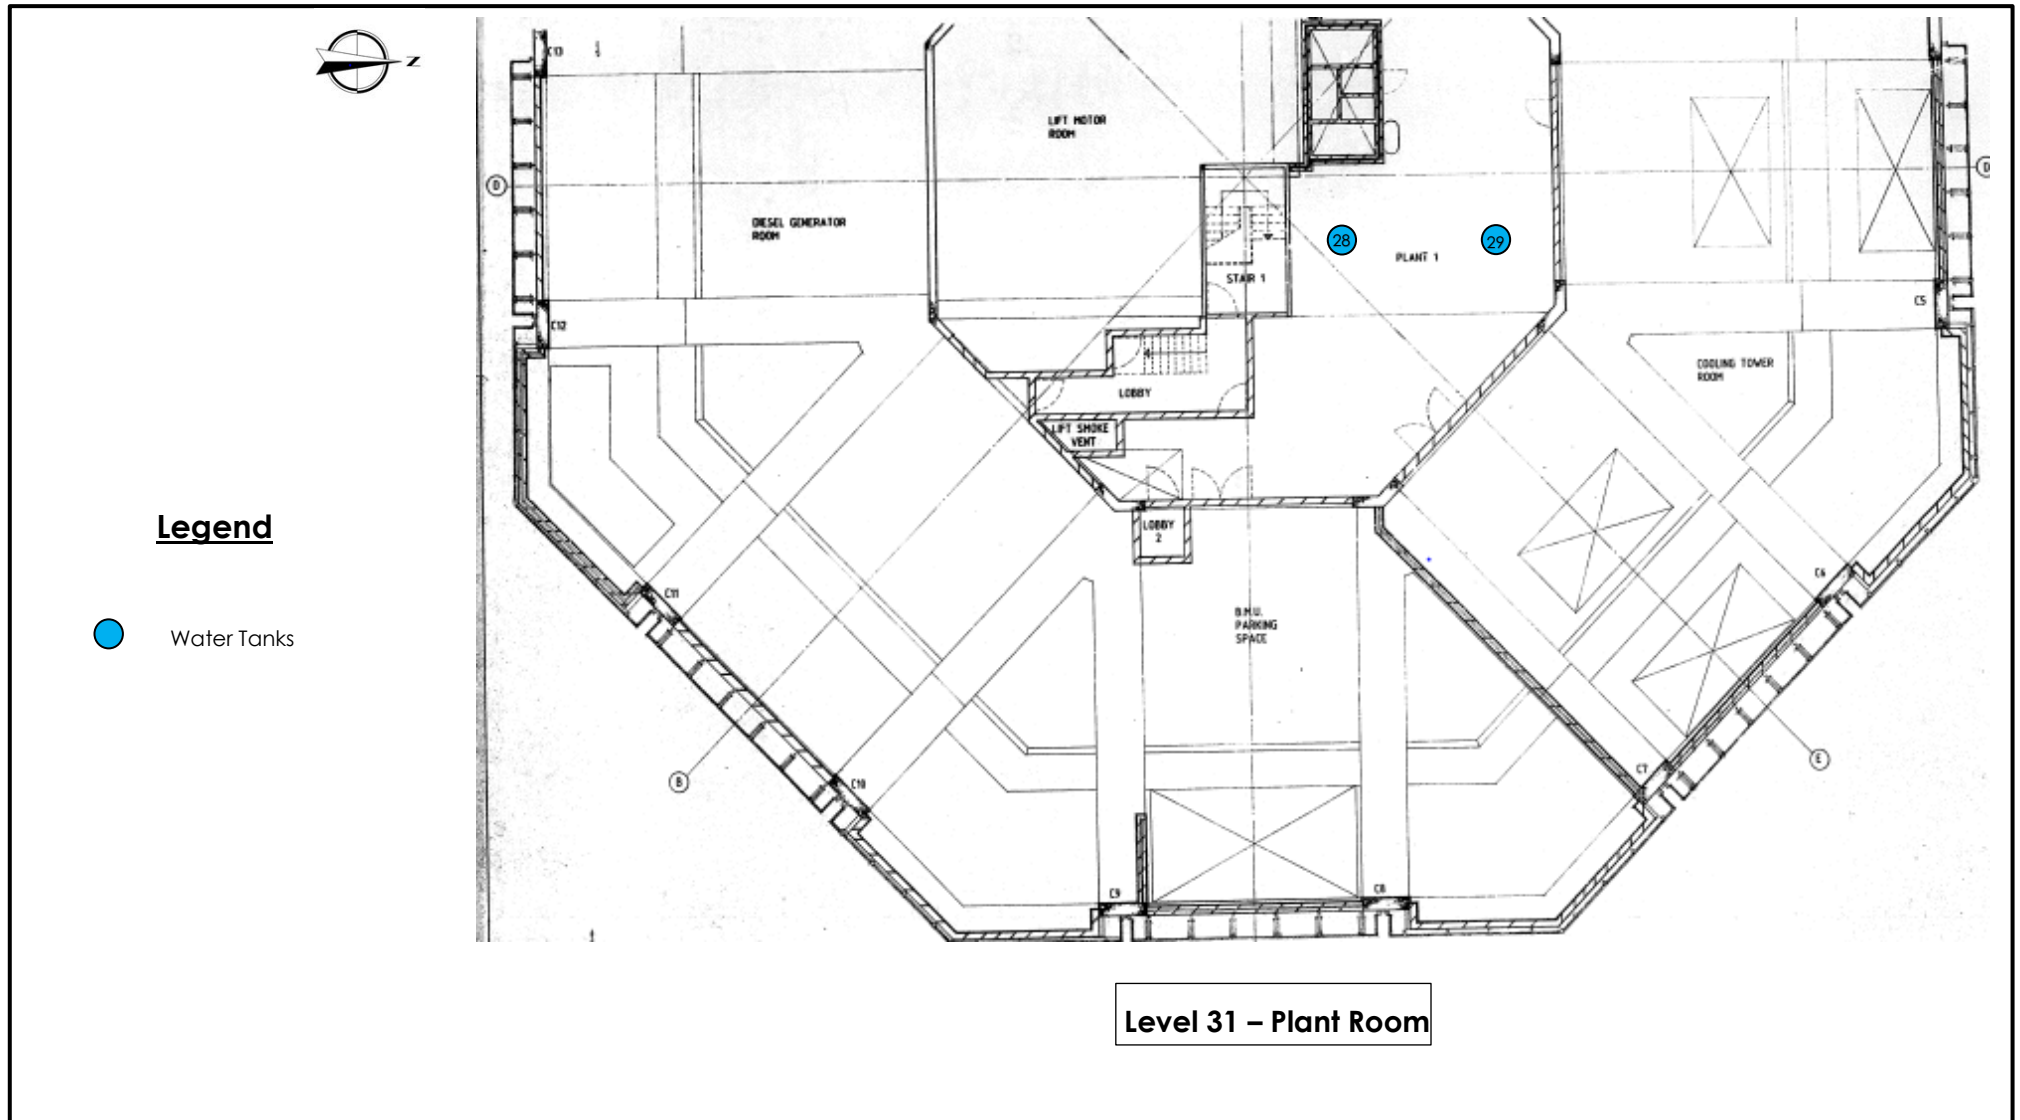 Z
C13
LIFT MOTOR
ROOM
D
D
DIESEL GENERATOR
ROOM
28
29
PLANT 1
STAIR 1
C5
C12
COOLING TOWER
ROOM
LOBBY
LIFT SMOKE
VENT
Legend
LOBBY
2
C6
C11
B.M.U.
PARKING
SPACE
Water Tanks
E
C7
B
C10
C9
C8
Level 31 – Plant Room